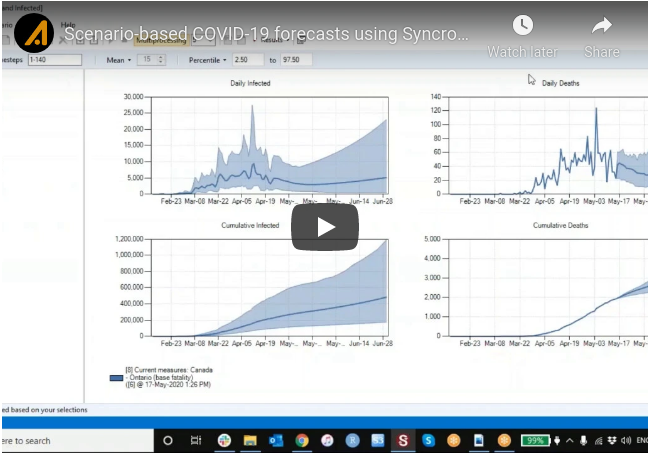 and Infected]
Scenario-based COVID-19 forecasts using Syncro...
Help
Multiprocessing
Watch later
Share
mesteps 1-140
Mean
15
Percentile
2.50
to
97.50
Daily Infected
30,000
25,000
20,000
15,000
10,000
5,000
0
Feb-23 Mar-08 Mar-22 Apr-05 Apr-19 May-... May-... May-... Jun-14 Jun-28
Daily Deaths
140
120
100
80
60
40
20
0
Feb-23 Mar-08 Mar-22 Apr-05 Apr-19 May-03 May-17 May-
Cumulative Infected
1,200,000
1,000,000
800,000
600,000
400,000
200,000
0
Feb-23 Mar-08 Mar-22 Apr-05 Apr-19 May-... May-... May-... Jun-14 Jun-28
Cumulative Deaths
5.000
4.000
3.000
2.000
1.000
0
Feb-23 Mar-08 Mar-22 Apr-05 Apr-19 May-03 May-17 May-
[8] Current measures: Canada
- Ontario (base fatality)
([6] @ 17-May-2020 1:26 PM)
ed based on your selections
ere to search
R
S
S
99%
ENG